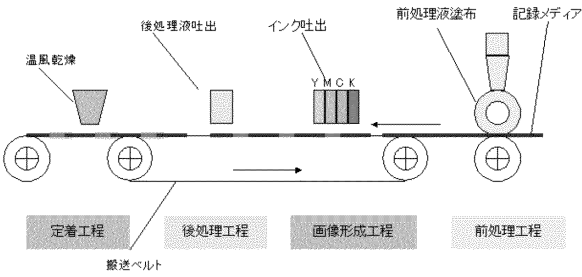 前処理液塗布
記録メディア
後処理液吐出
インク吐出
温風乾燥
Y M C K
定着工程
後処理工程
画像形成工程
前処理工程
搬送ベルト